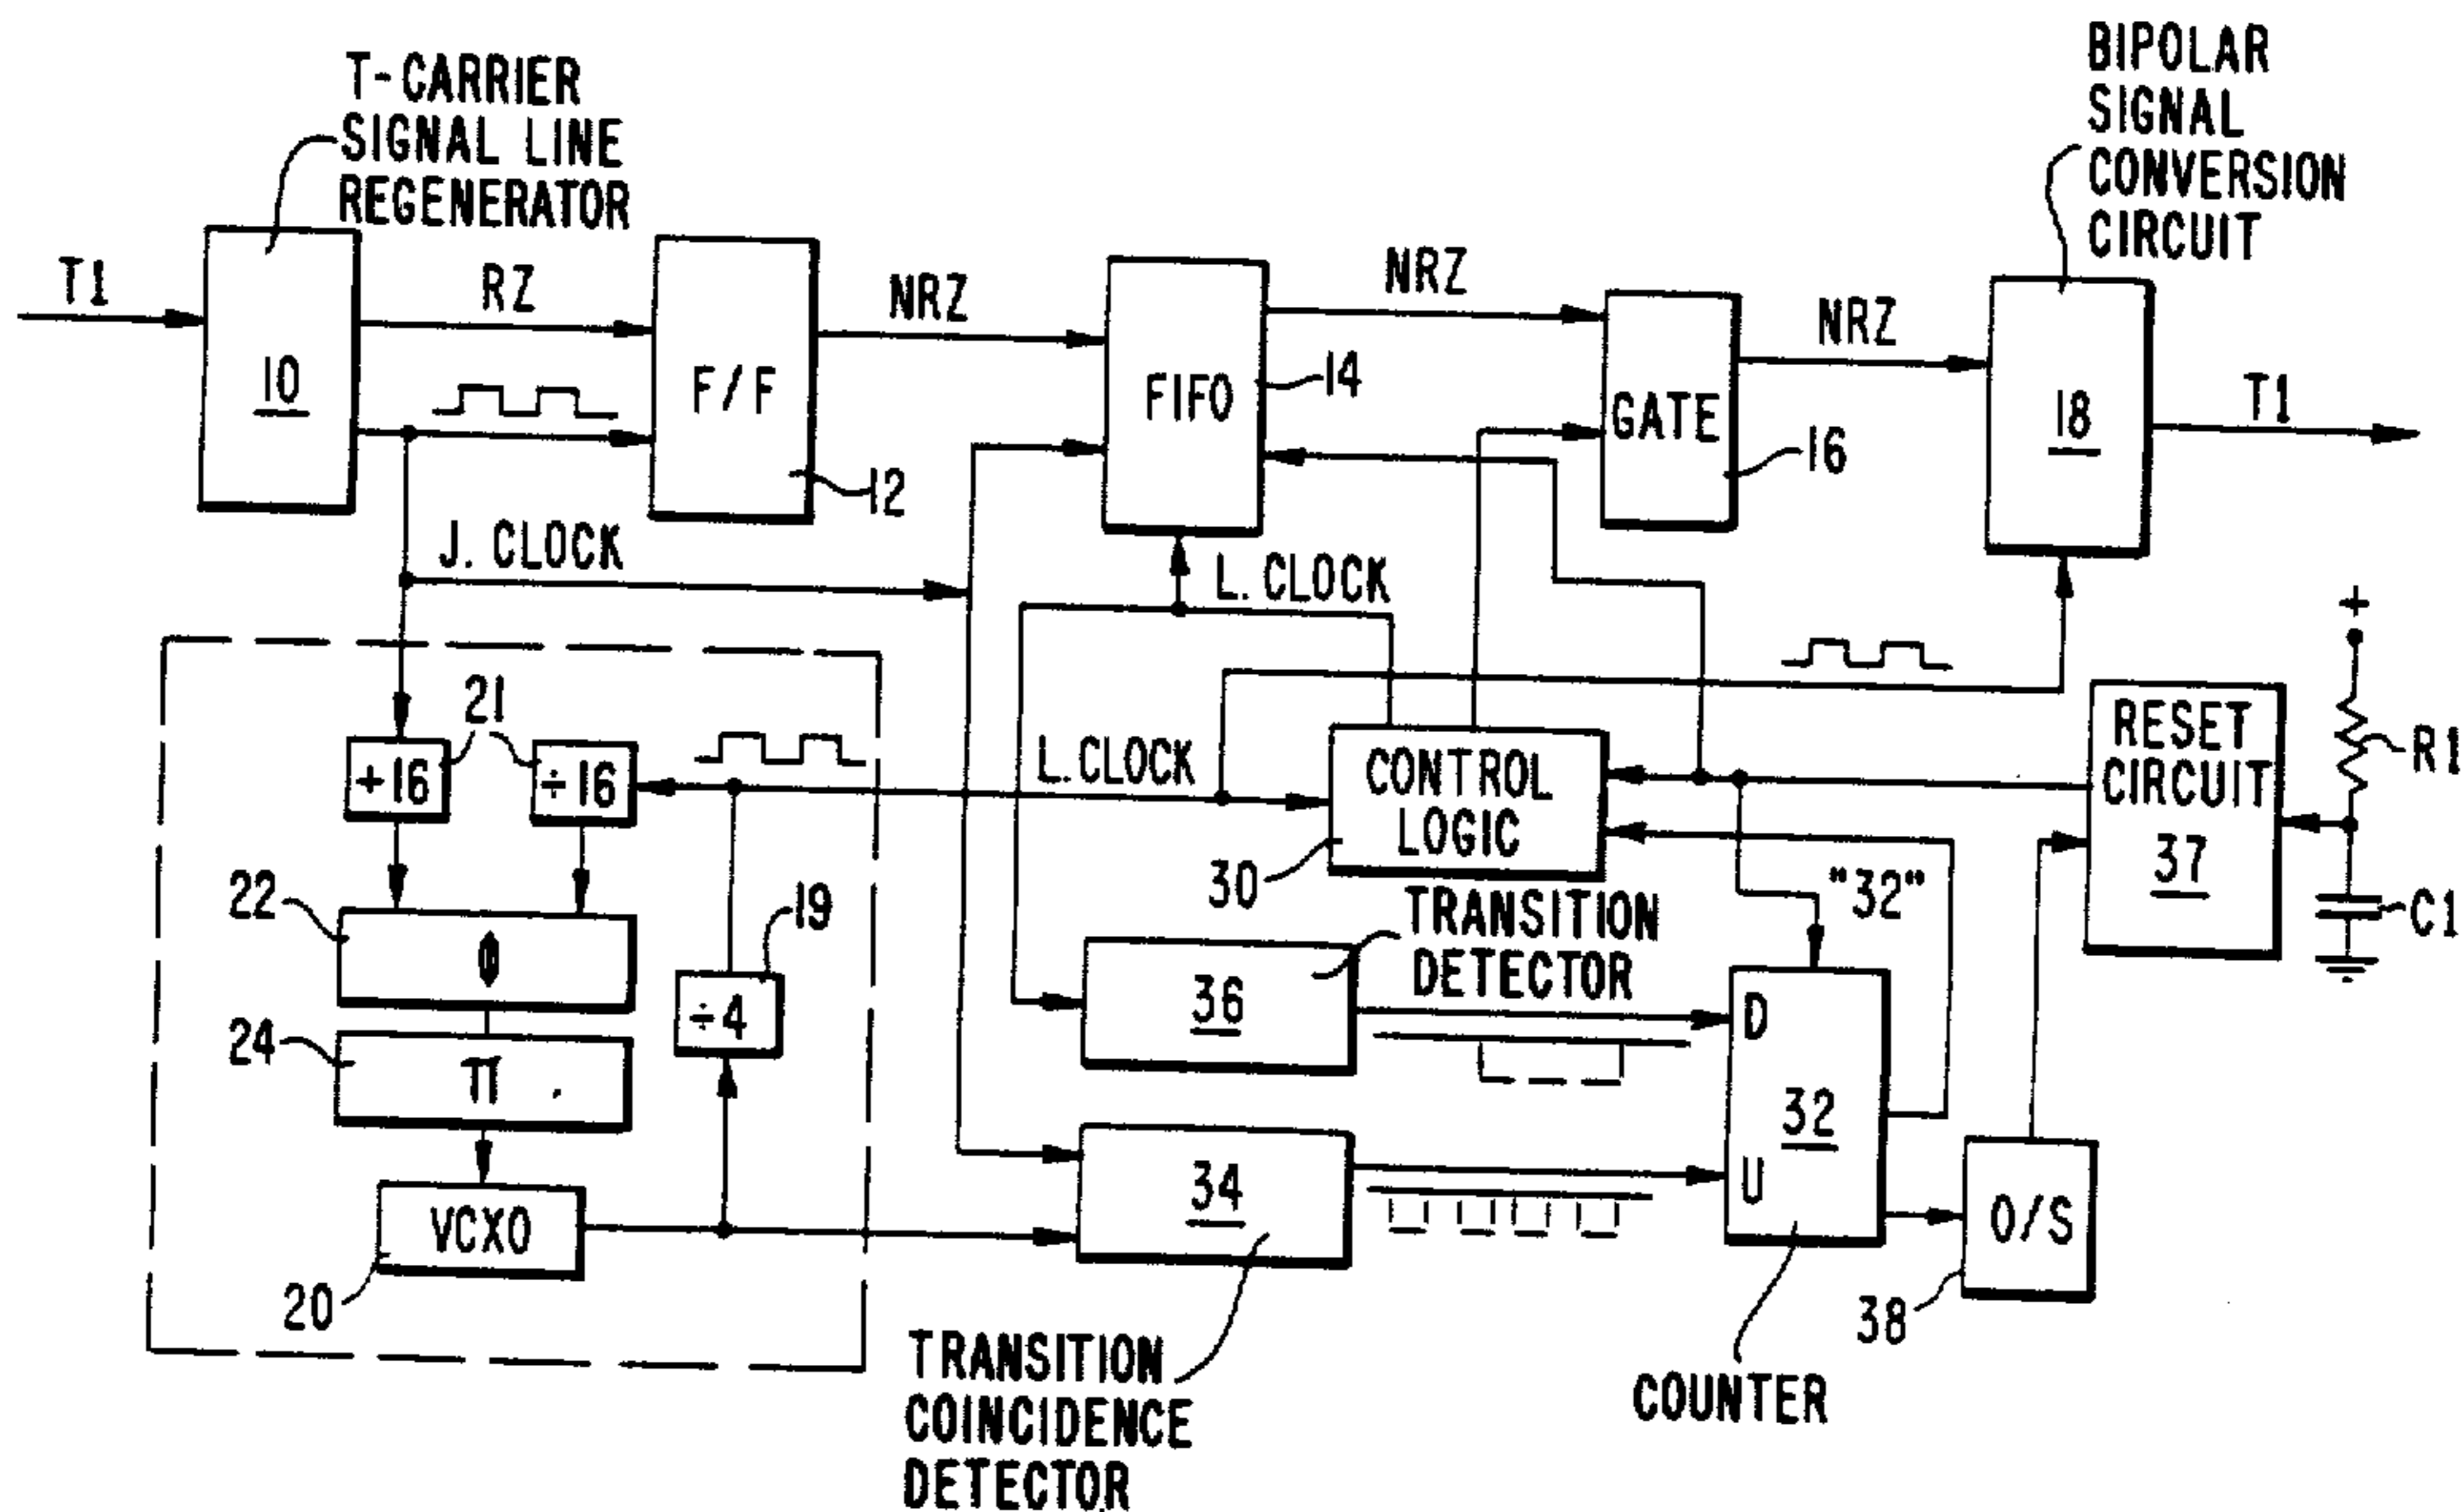 T-CARRIER
SIGNAL LINE
REGENERATOR
BIPOLAR
SIGNAL
CONVERSION
CIRCUIT
T1
10
RZ
F/F
12
NRZ
FIFO
14
NRZ
GATE
16
NRZ
18
T1
J. CLOCK
L. CLOCK
21
+16
÷16
L. CLOCK
CONTROL
LOGIC
30
RESET
CIRCUIT
37
+
R1
C1
22
Φ
19
÷4
24
π
VCXO
20
36
TRANSITION
DETECTOR
"32"
D
32
U
34
O/S
38
TRANSITION
COINCIDENCE
DETECTOR
COUNTER